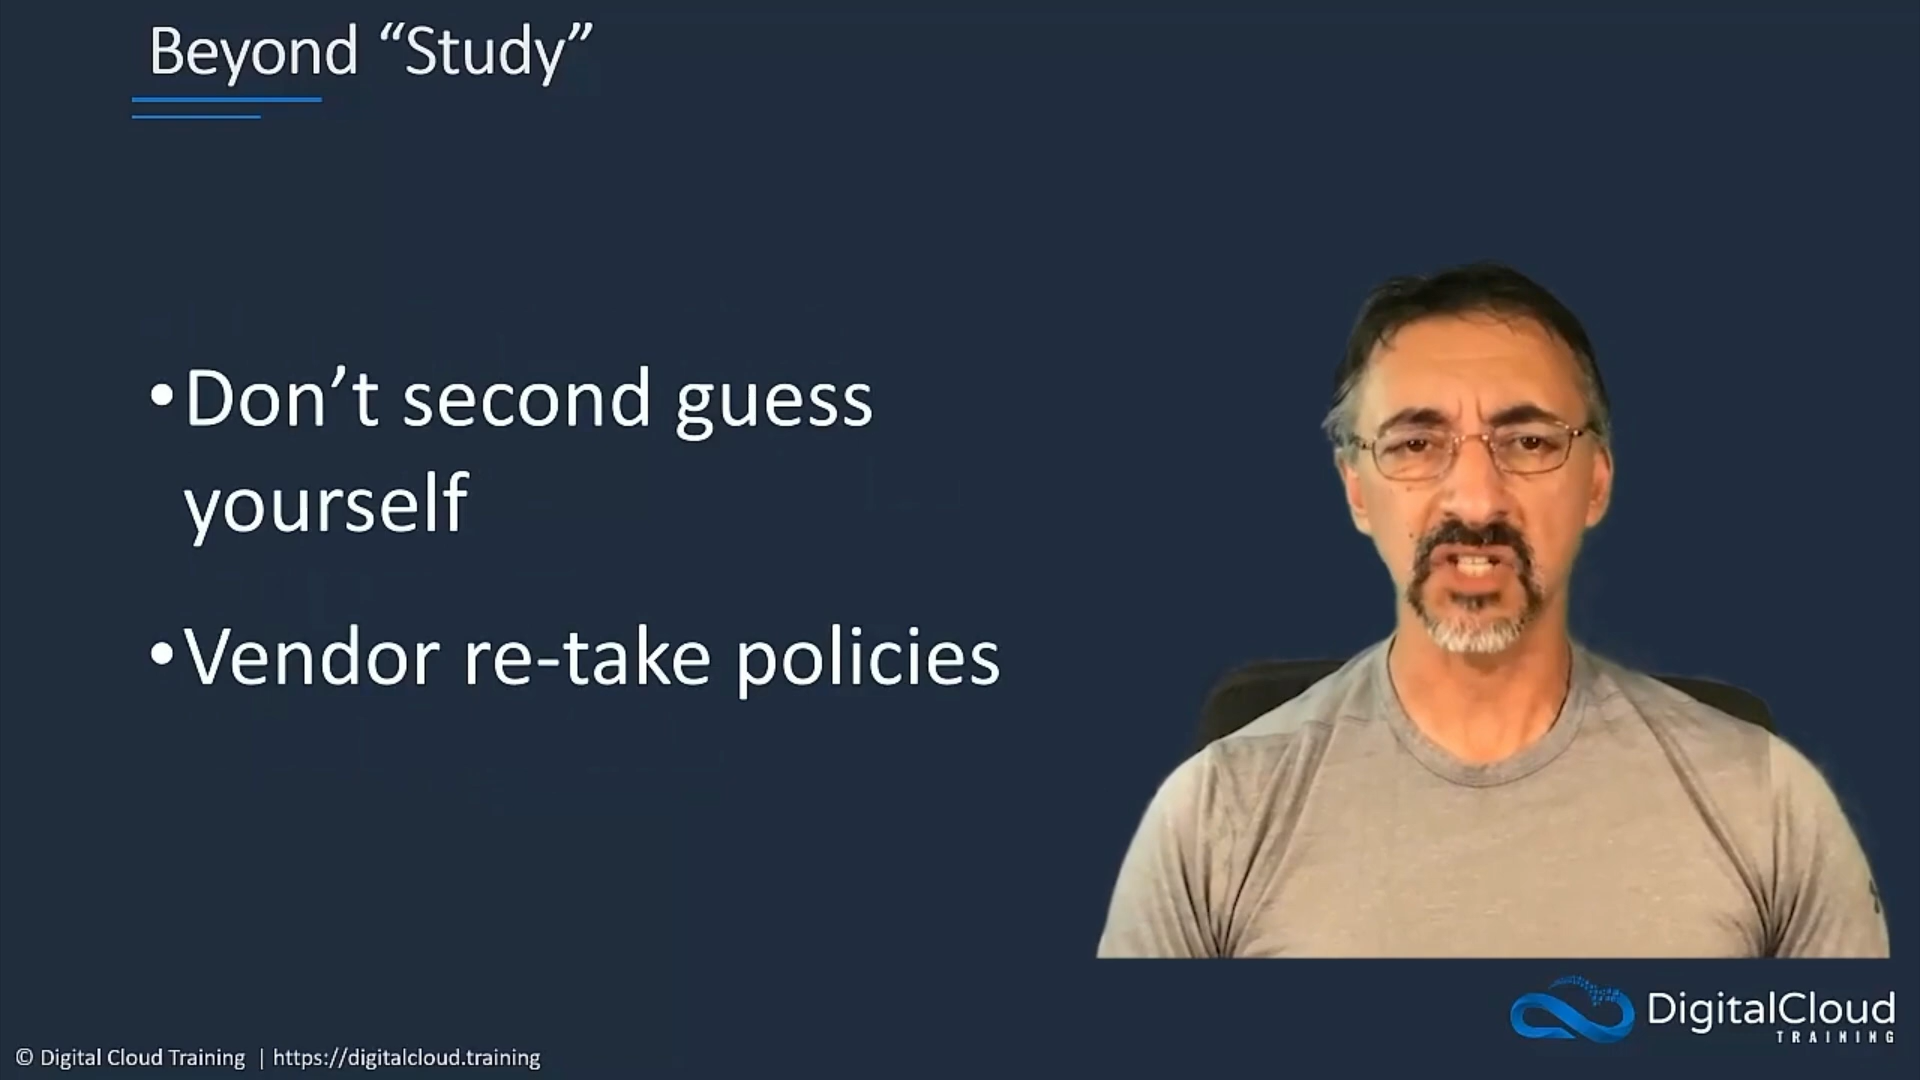 Beyond “Study”
•Don’t second guess
yourself
•Vendor re-take policies
DigitalCloud
TRAINING
© Digital Cloud Training | https://digitalcloud.training